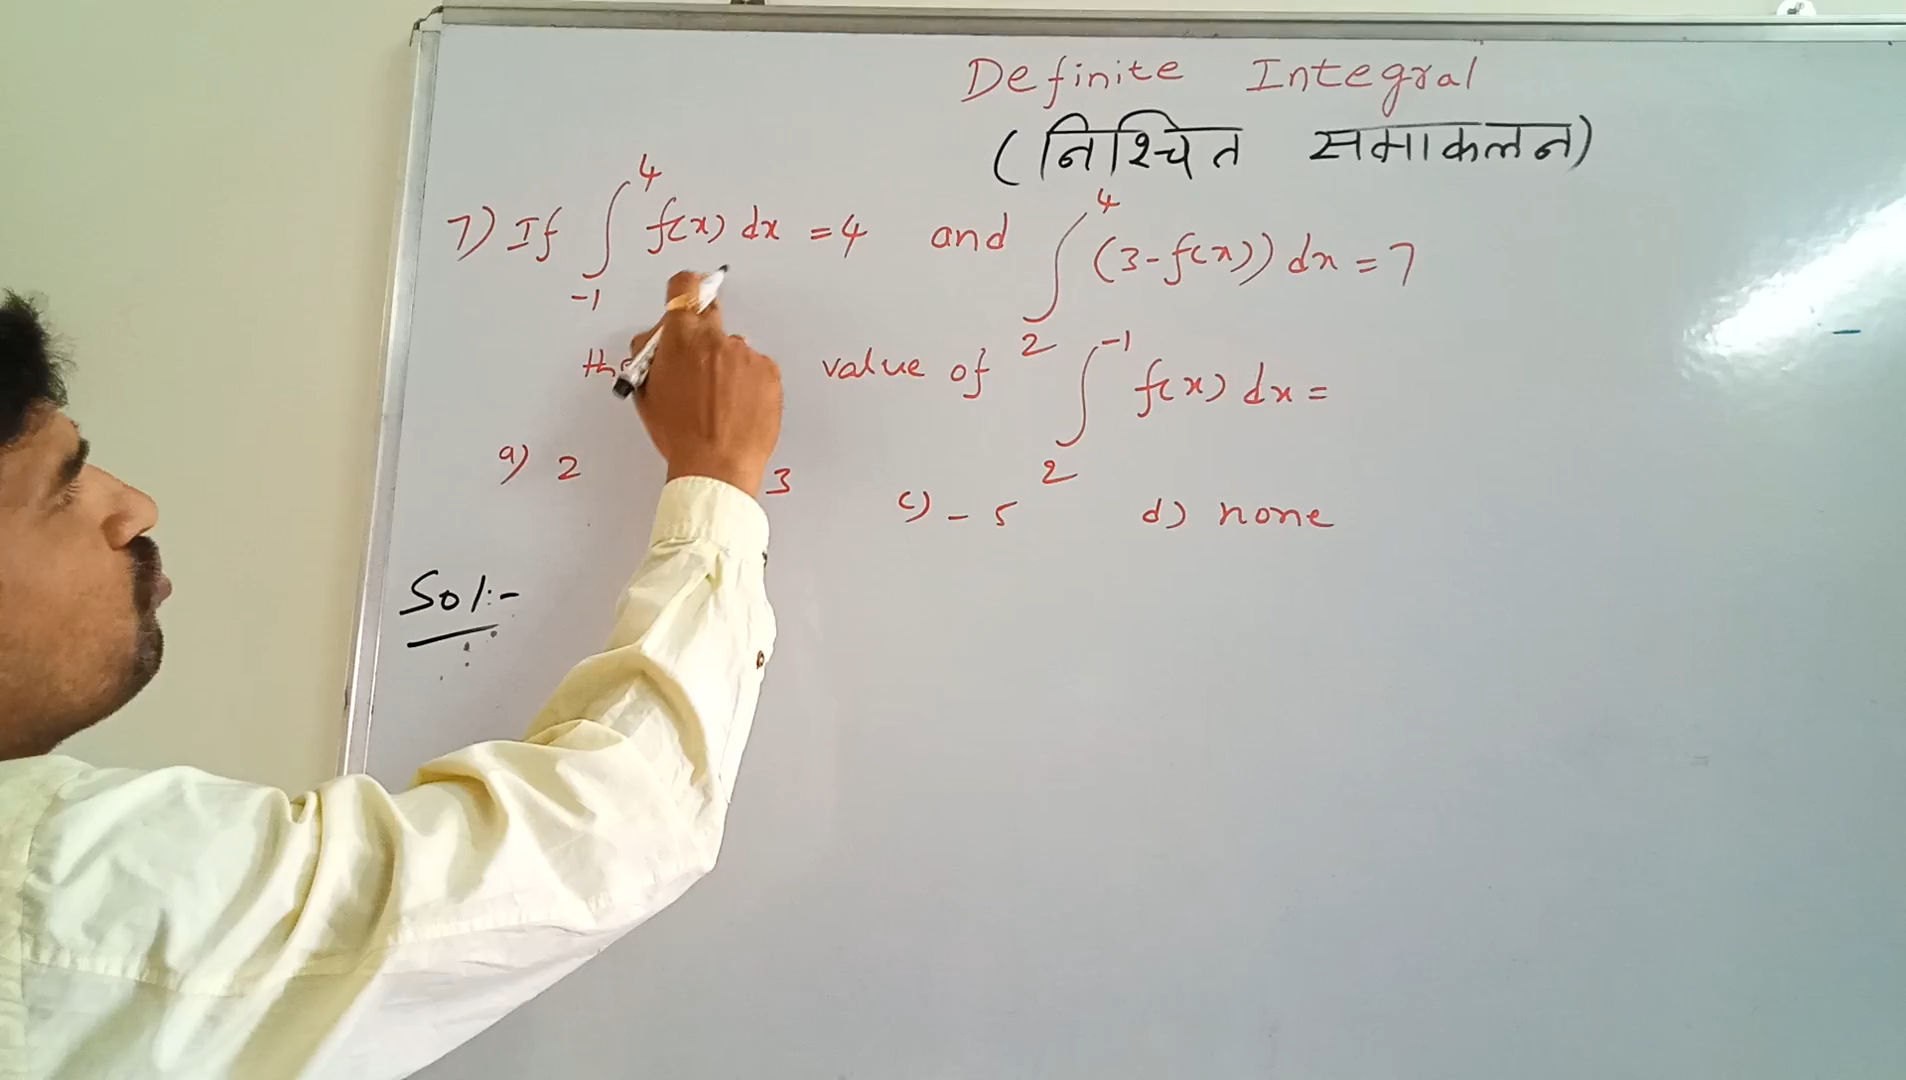 Definite Integral
(निश्चित समाकलन)
7) If ∫₋₁⁴ f(x) dx = 4 and ∫₂⁴ (3-f(x)) dx = 7
value of ∫₂⁻¹ f(x) dx =
a) 2 3 c) - 5 d) none
Sol:-